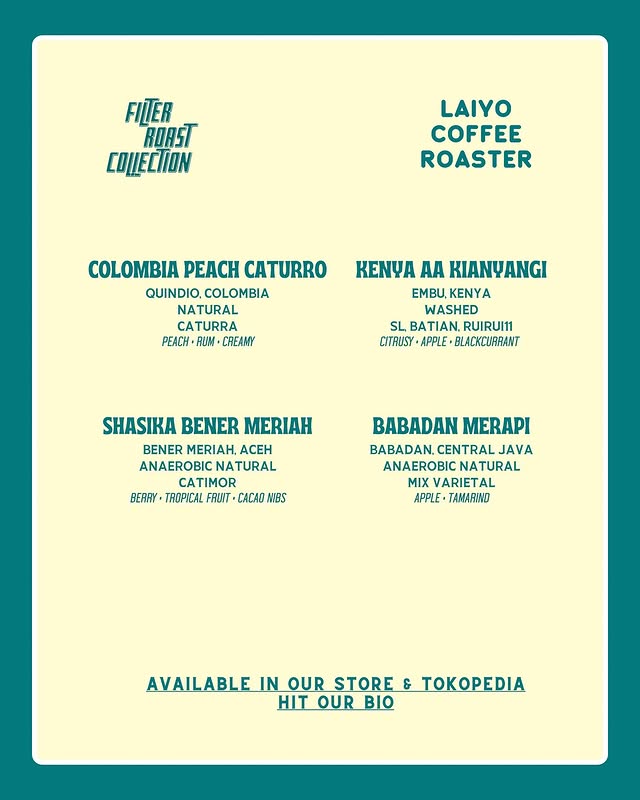 FILTER
ROAST
COLLECTION
LAIYO
COFFEE
ROASTER
COLOMBIA PEACH CATURRO
QUINDIO, COLOMBIA
NATURAL
CATURRA
PEACH • RUM • CREAMY
KENYA AA KIANYANGI
EMBU, KENYA
WASHED
SL, BATIAN, RUIRUI11
CITRUSY • APPLE • BLACKCURRANT
SHASIKA BENER MERIAH
BENER MERIAH, ACEH
ANAEROBIC NATURAL
CATIMOR
BERRY • TROPICAL FRUIT • CACAO NIBS
BABADAN MERAPI
BABADAN, CENTRAL JAVA
ANAEROBIC NATURAL
MIX VARIETAL
APPLE • TAMARIND
AVAILABLE IN OUR STORE & TOKOPEDIA
HIT OUR BIO